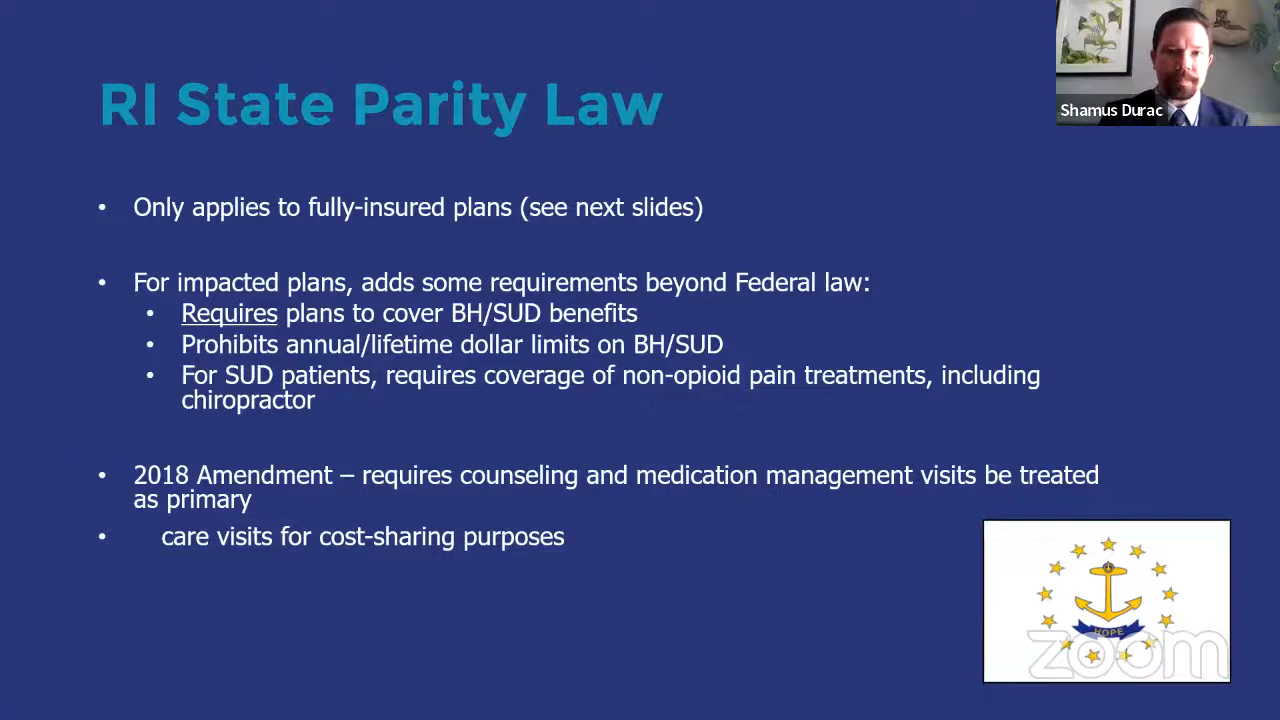 Shamus Durac
RI State Parity Law
• Only applies to fully-insured plans (see next slides)
• For impacted plans, adds some requirements beyond Federal law:
• Requires plans to cover BH/SUD benefits
• Prohibits annual/lifetime dollar limits on BH/SUD
• For SUD patients, requires coverage of non-opioid pain treatments, including
chiropractor
• 2018 Amendment – requires counseling and medication management visits be treated
as primary
• care visits for cost-sharing purposes
HOPE
zoom